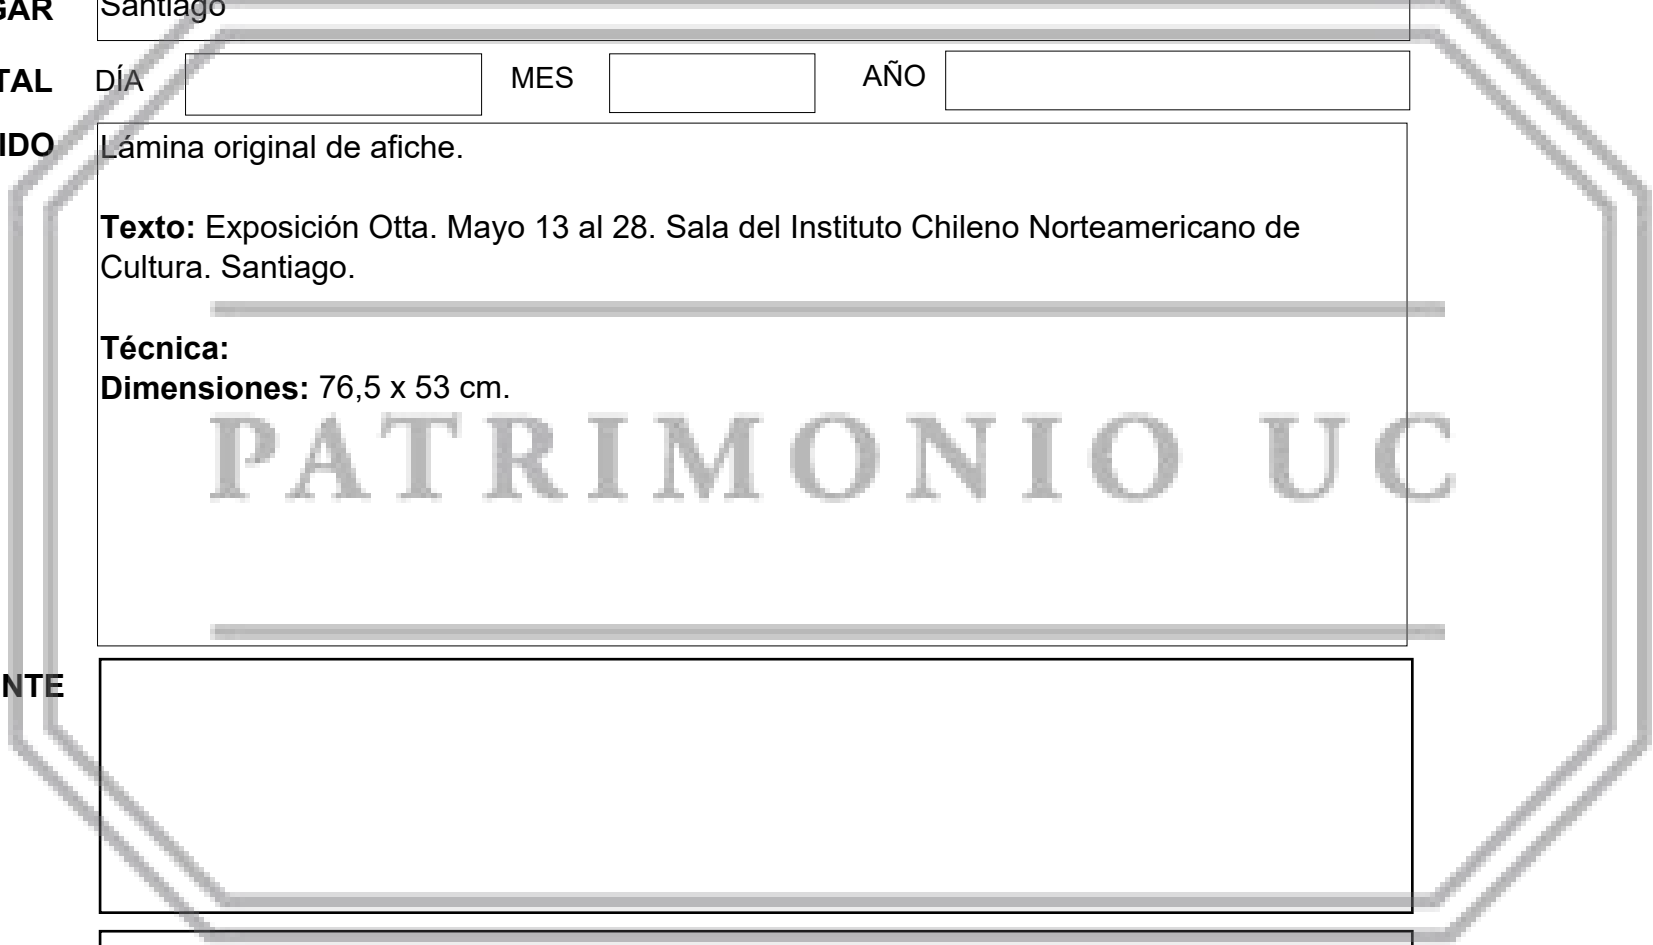 GAR Santiago
TAL DÍA MES AÑO
IDO Lámina original de afiche.
Texto: Exposición Otta. Mayo 13 al 28. Sala del Instituto Chileno Norteamericano de
Cultura. Santiago.
Técnica:
Dimensiones: 76,5 x 53 cm.
PATRIMONIO UC
NTE